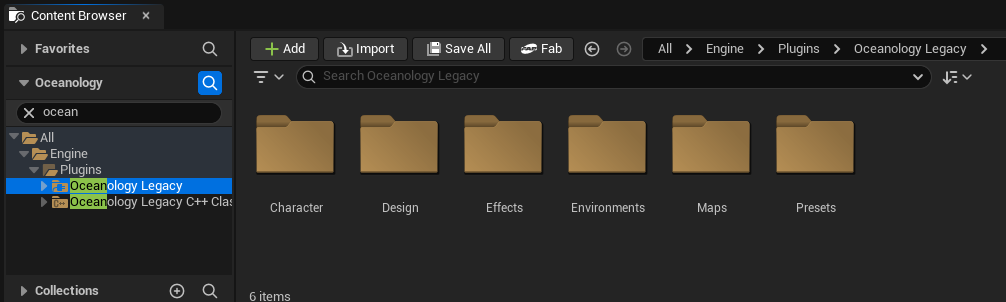 Content Browser
Favorites
Add Import Save All Fab All Engine Plugins Oceanology Legacy
Oceanology
Search Oceanology Legacy
ocean
All
Engine
Plugins
Oceanology Legacy
Oceanology Legacy C++ Clas
Character Design Effects Environments Maps Presets
Collections
6 items